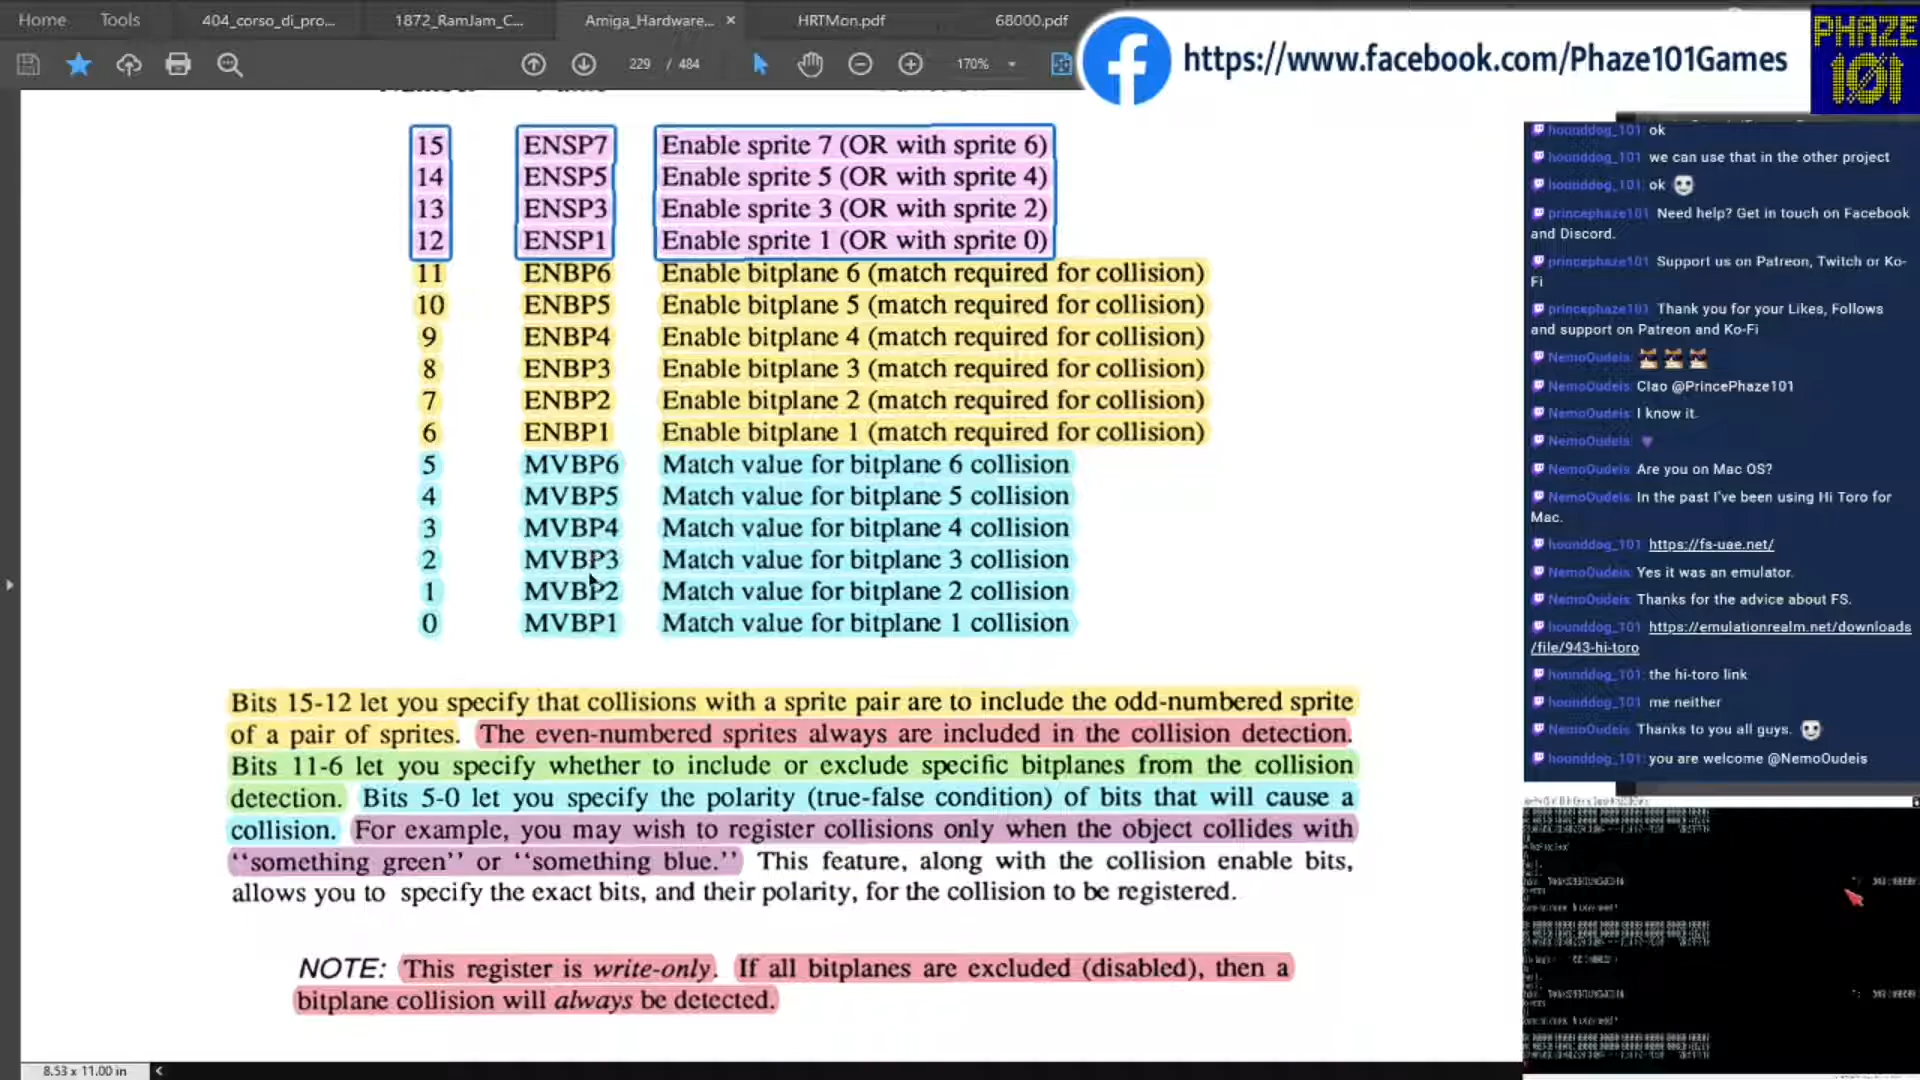 Home
Tools
404_corso_di_pro...
1872_RamJam_C...
Amiga_Hardware...
HRTMon.pdf
68000.pdf
229 / 484
170%
https://www.facebook.com/Phaze101Games
PHAZE
101
15 ENSP7 Enable sprite 7 (OR with sprite 6)
14 ENSP5 Enable sprite 5 (OR with sprite 4)
13 ENSP3 Enable sprite 3 (OR with sprite 2)
12 ENSP1 Enable sprite 1 (OR with sprite 0)
11 ENBP6 Enable bitplane 6 (match required for collision)
10 ENBP5 Enable bitplane 5 (match required for collision)
9 ENBP4 Enable bitplane 4 (match required for collision)
8 ENBP3 Enable bitplane 3 (match required for collision)
7 ENBP2 Enable bitplane 2 (match required for collision)
6 ENBP1 Enable bitplane 1 (match required for collision)
5 MVBP6 Match value for bitplane 6 collision
4 MVBP5 Match value for bitplane 5 collision
3 MVBP4 Match value for bitplane 4 collision
2 MVBP3 Match value for bitplane 3 collision
1 MVBP2 Match value for bitplane 2 collision
0 MVBP1 Match value for bitplane 1 collision
Bits 15-12 let you specify that collisions with a sprite pair are to include the odd-numbered sprite
of a pair of sprites. The even-numbered sprites always are included in the collision detection.
Bits 11-6 let you specify whether to include or exclude specific bitplanes from the collision
detection. Bits 5-0 let you specify the polarity (true-false condition) of bits that will cause a
collision. For example, you may wish to register collisions only when the object collides with
‘‘something green’’ or ‘‘something blue.’’ This feature, along with the collision enable bits,
allows you to specify the exact bits, and their polarity, for the collision to be registered.
NOTE: This register is write-only. If all bitplanes are excluded (disabled), then a
bitplane collision will always be detected.
8.53 x 11.00 in
hounddog_101: ok
hounddog_101: we can use that in the other project
hounddog_101: ok
princephaze101: Need help? Get in touch on Facebook
and Discord.
princephaze101: Support us on Patreon, Twitch or Ko-
Fi
princephaze101: Thank you for your Likes, Follows
and support on Patreon and Ko-Fi
NemoOudeis:
NemoOudeis: CIao @PrincePhaze101
NemoOudeis: I know it.
NemoOudeis:
NemoOudeis: Are you on Mac OS?
NemoOudeis: In the past I've been using Hi Toro for
Mac.
hounddog_101: https://fs-uae.net/
NemoOudeis: Yes it was an emulator.
NemoOudeis: Thanks for the advice about FS.
hounddog_101: https://emulationrealm.net/downloads
/file/943-hi-toro
hounddog_101: the hi-toro link
hounddog_101: me neither
NemoOudeis: Thanks to you all guys.
hounddog_101: you are welcome @NemoOudeis